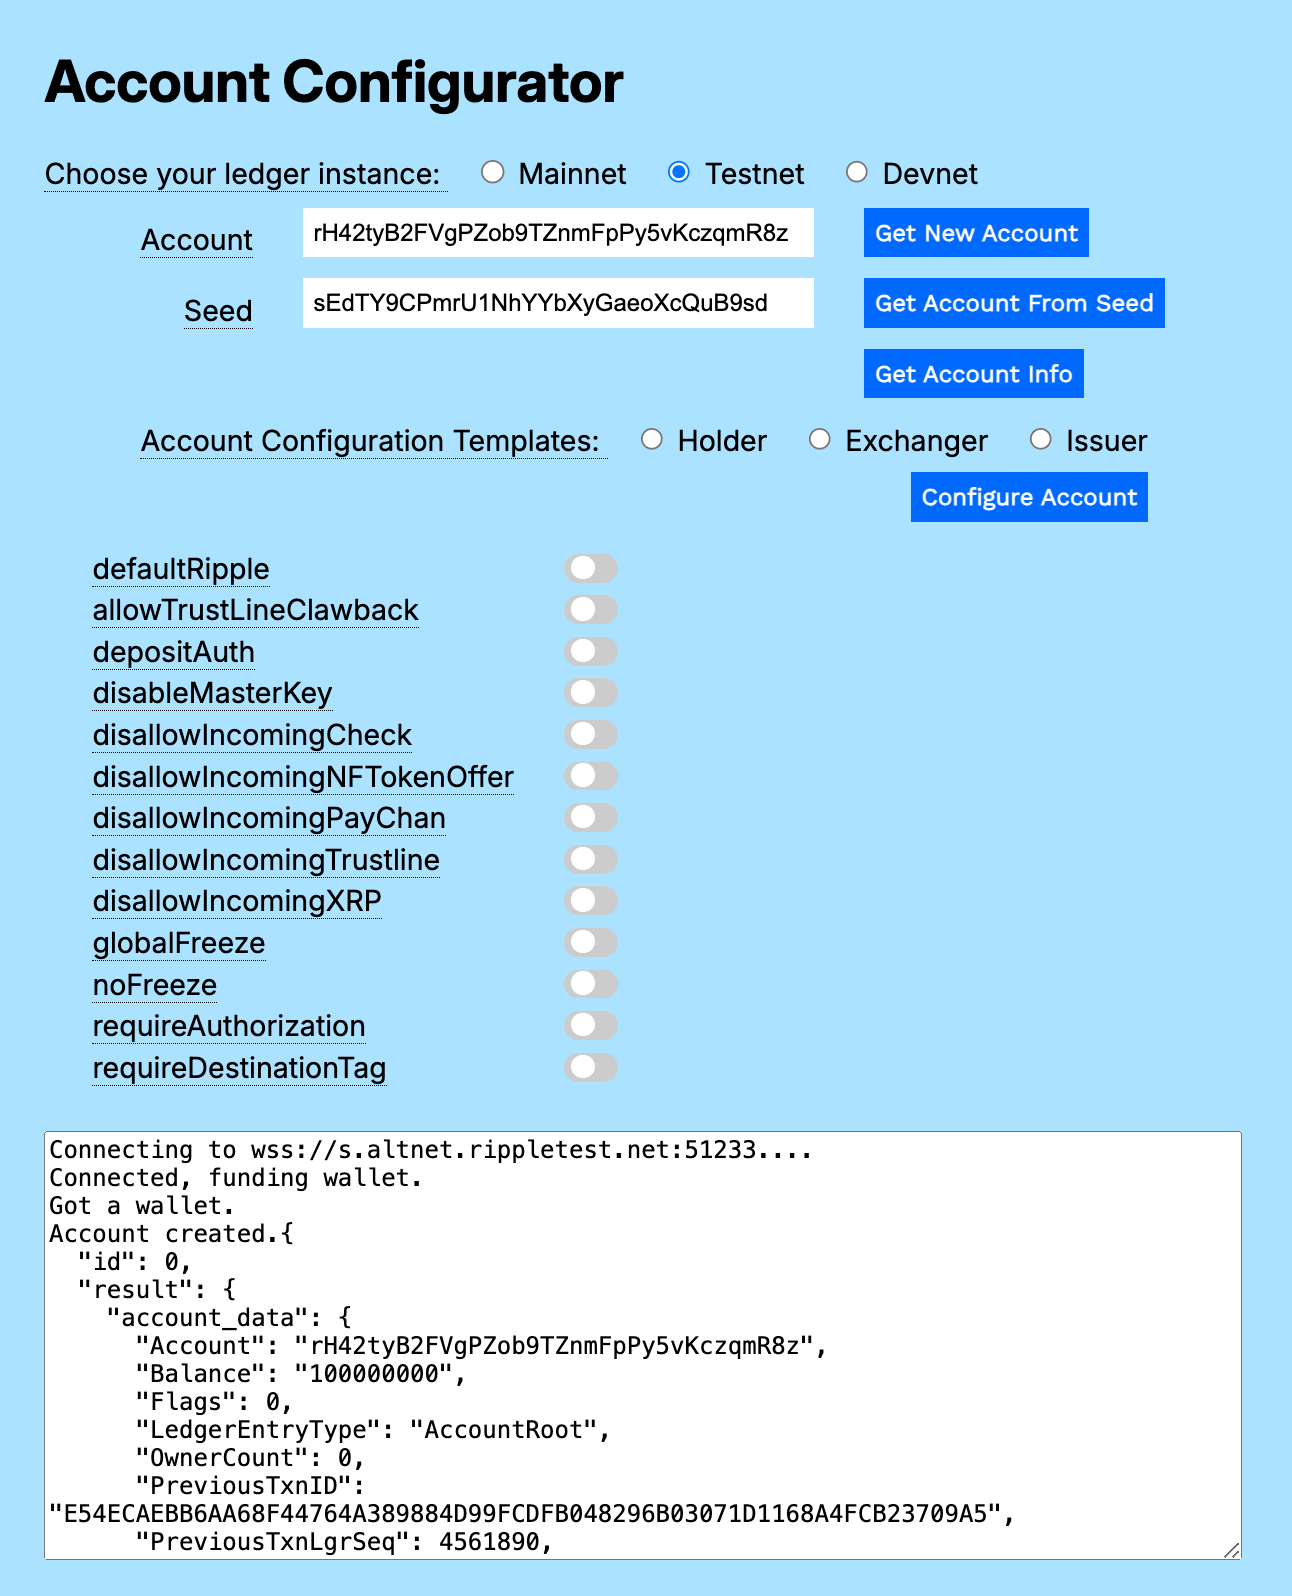 Account Configurator
Choose your ledger instance: Mainnet Testnet Devnet
Account rH42tyB2FVgPZob9TZnmFpPy5vKczqmR8z Get New Account
Seed sEdTY9CPmrU1NhYYbXyGaeoXcQuB9sd Get Account From Seed
Get Account Info
Account Configuration Templates: Holder Exchanger Issuer
Configure Account
defaultRipple
allowTrustLineClawback
depositAuth
disableMasterKey
disallowIncomingCheck
disallowIncomingNFTokenOffer
disallowIncomingPayChan
disallowIncomingTrustline
disallowIncomingXRP
globalFreeze
noFreeze
requireAuthorization
requireDestinationTag
Connecting to wss://s.altnet.rippletest.net:51233....
Connected, funding wallet.
Got a wallet.
Account created.{
"id": 0,
"result": {
"account_data": {
"Account": "rH42tyB2FVgPZob9TZnmFpPy5vKczqmR8z",
"Balance": "100000000",
"Flags": 0,
"LedgerEntryType": "AccountRoot",
"OwnerCount": 0,
"PreviousTxnID":
"E54ECAEBB6AA68F44764A389884D99FCDFB048296B03071D1168A4FCB23709A5",
"PreviousTxnLgrSeq": 4561890,